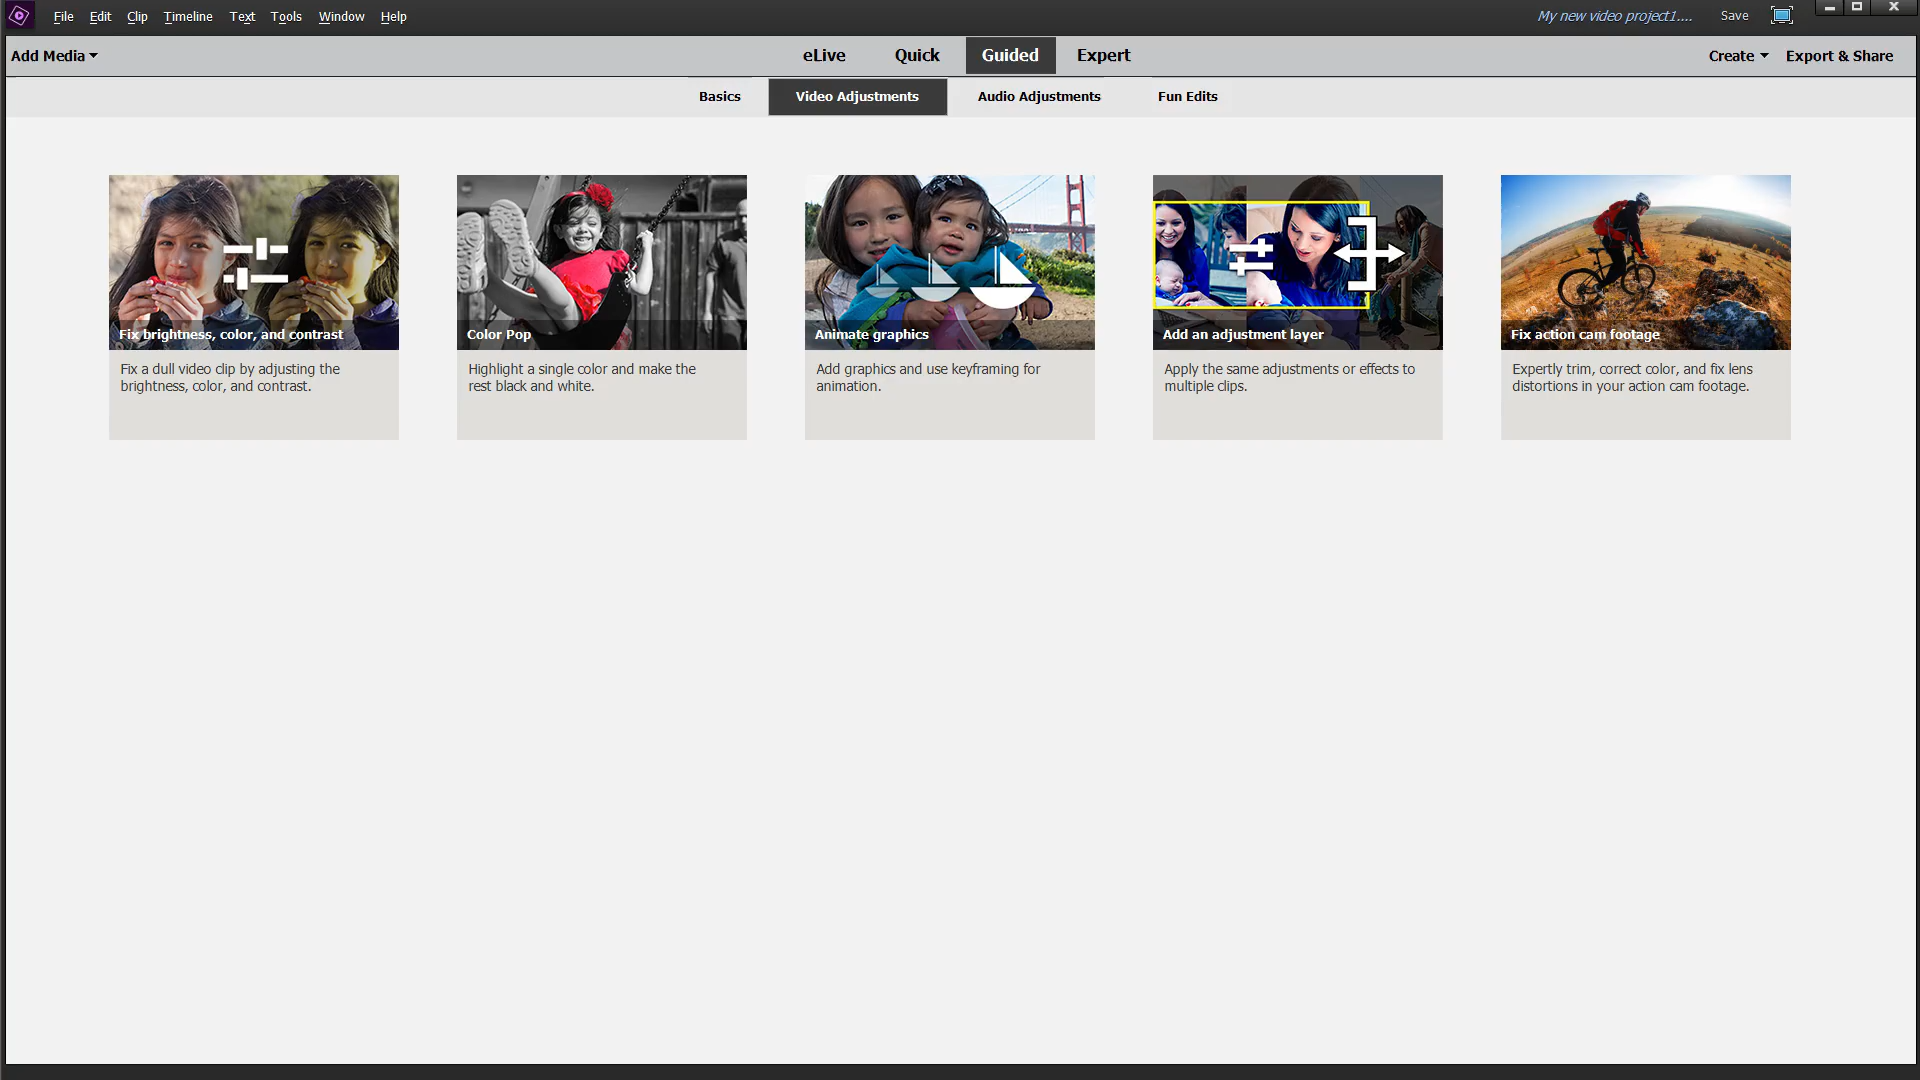 File Edit Clip Timeline Text Tools Window Help My new video project1.... Save
Add Media eLive Quick Guided Expert Create Export & Share
Basics Video Adjustments Audio Adjustments Fun Edits
Fix brightness, color, and contrast
Fix a dull video clip by adjusting the
brightness, color, and contrast.
Color Pop
Highlight a single color and make the
rest black and white.
Animate graphics
Add graphics and use keyframing for
animation.
Add an adjustment layer
Apply the same adjustments or effects to
multiple clips.
Fix action cam footage
Expertly trim, correct color, and fix lens
distortions in your action cam footage.